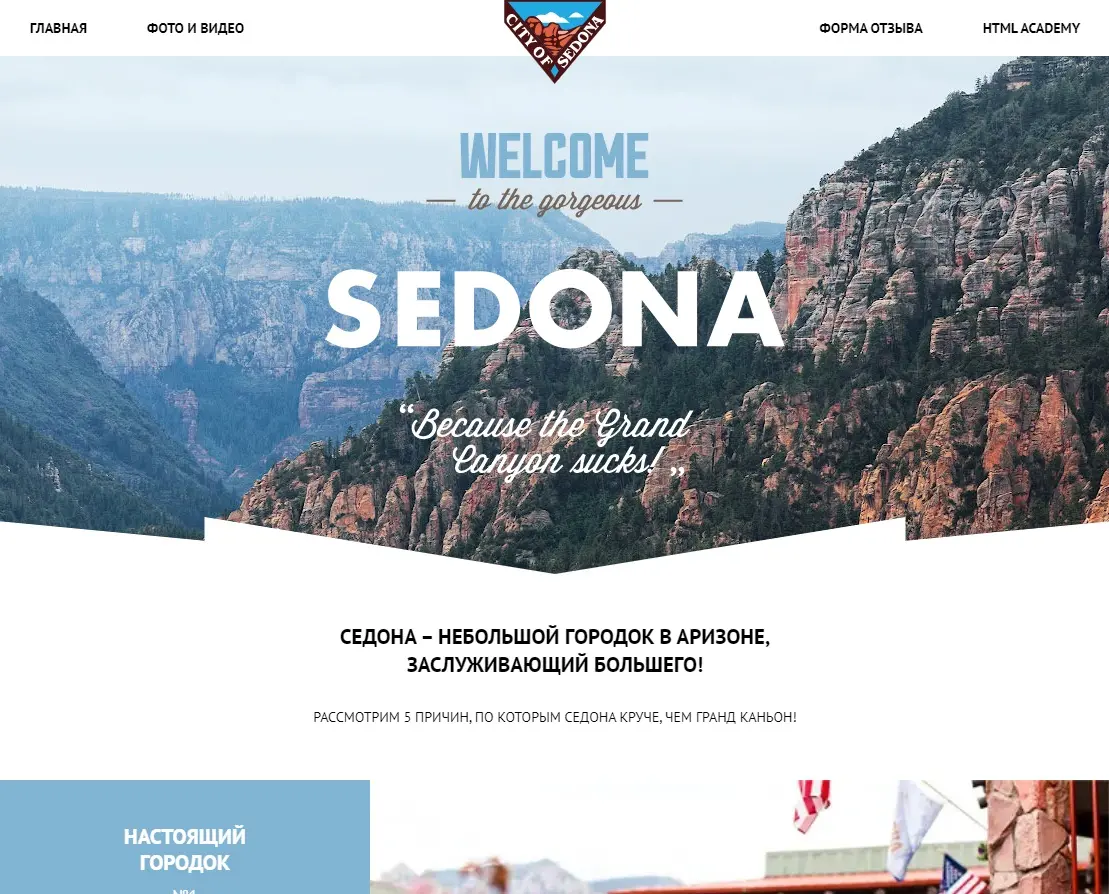 ГЛАВНАЯ
ФОТО И ВИДЕО
CITY OF SEDONA
ФОРМА ОТЗЫВА
HTML ACADEMY
WELCOME
to the gorgeous
SEDONA
“Because the Grand
Canyon sucks!„
СЕДОНА – НЕБОЛЬШОЙ ГОРОДОК В АРИЗОНЕ,
ЗАСЛУЖИВАЮЩИЙ БОЛЬШЕГО!
РАССМОТРИМ 5 ПРИЧИН, ПО КОТОРЫМ СЕДОНА КРУЧЕ, ЧЕМ ГРАНД КАНЬОН!
НАСТОЯЩИЙ
ГОРОДОК